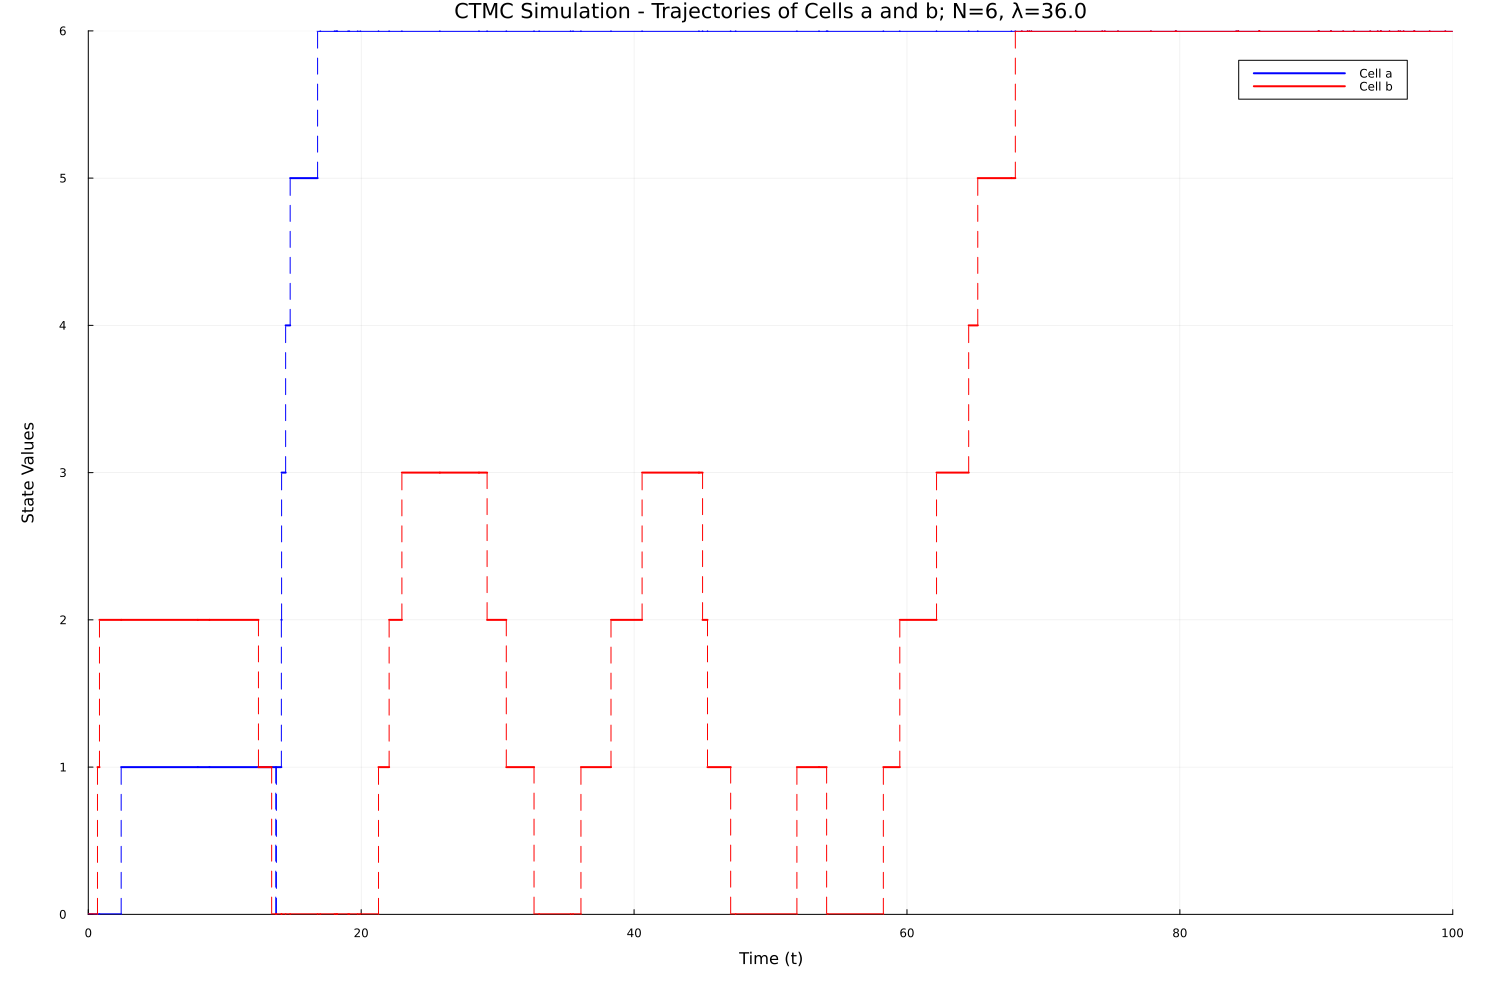 CTMC Simulation - Trajectories of Cells a and b; N=6, λ=36.0
6
Cell a
Cell b
5
4
State Values
3
2
1
0
0 20 40 60 80 100
Time (t)